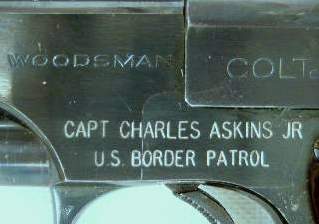 WOODSMAN COLT.
CAPT CHARLES ASKINS JR
U.S. BORDER PATROL